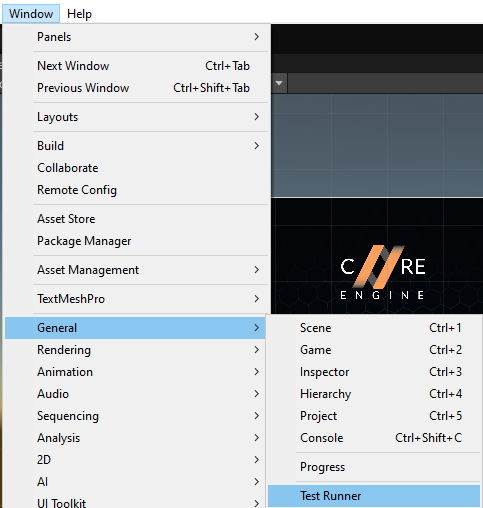 Window Help
Panels
Next Window Ctrl+Tab
Previous Window Ctrl+Shift+Tab
Layouts
Build
Collaborate
Remote Config
Asset Store
Package Manager
Asset Management
TextMeshPro
General
Rendering
Animation
Audio
Sequencing
Analysis
2D
AI
UI Toolkit
C RE
ENGINE
Scene Ctrl+1
Game Ctrl+2
Inspector Ctrl+3
Hierarchy Ctrl+4
Project Ctrl+5
Console Ctrl+Shift+C
Progress
Test Runner